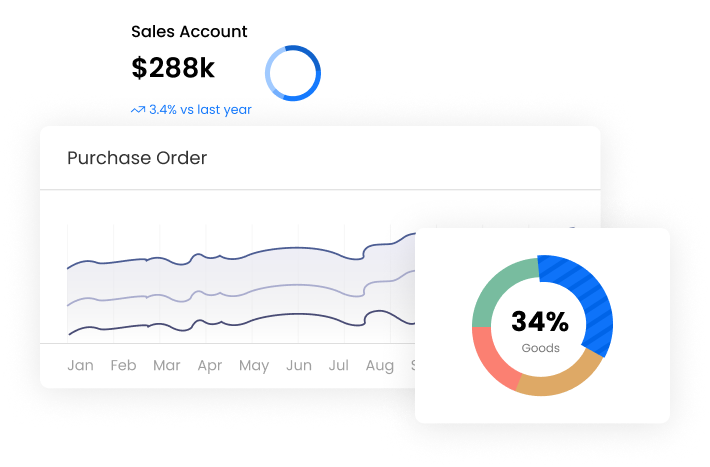 Sales Account
$288k
3.4% vs last year
Purchase Order
34%
Goods
Jan Feb Mar Apr May Jun Jul Aug